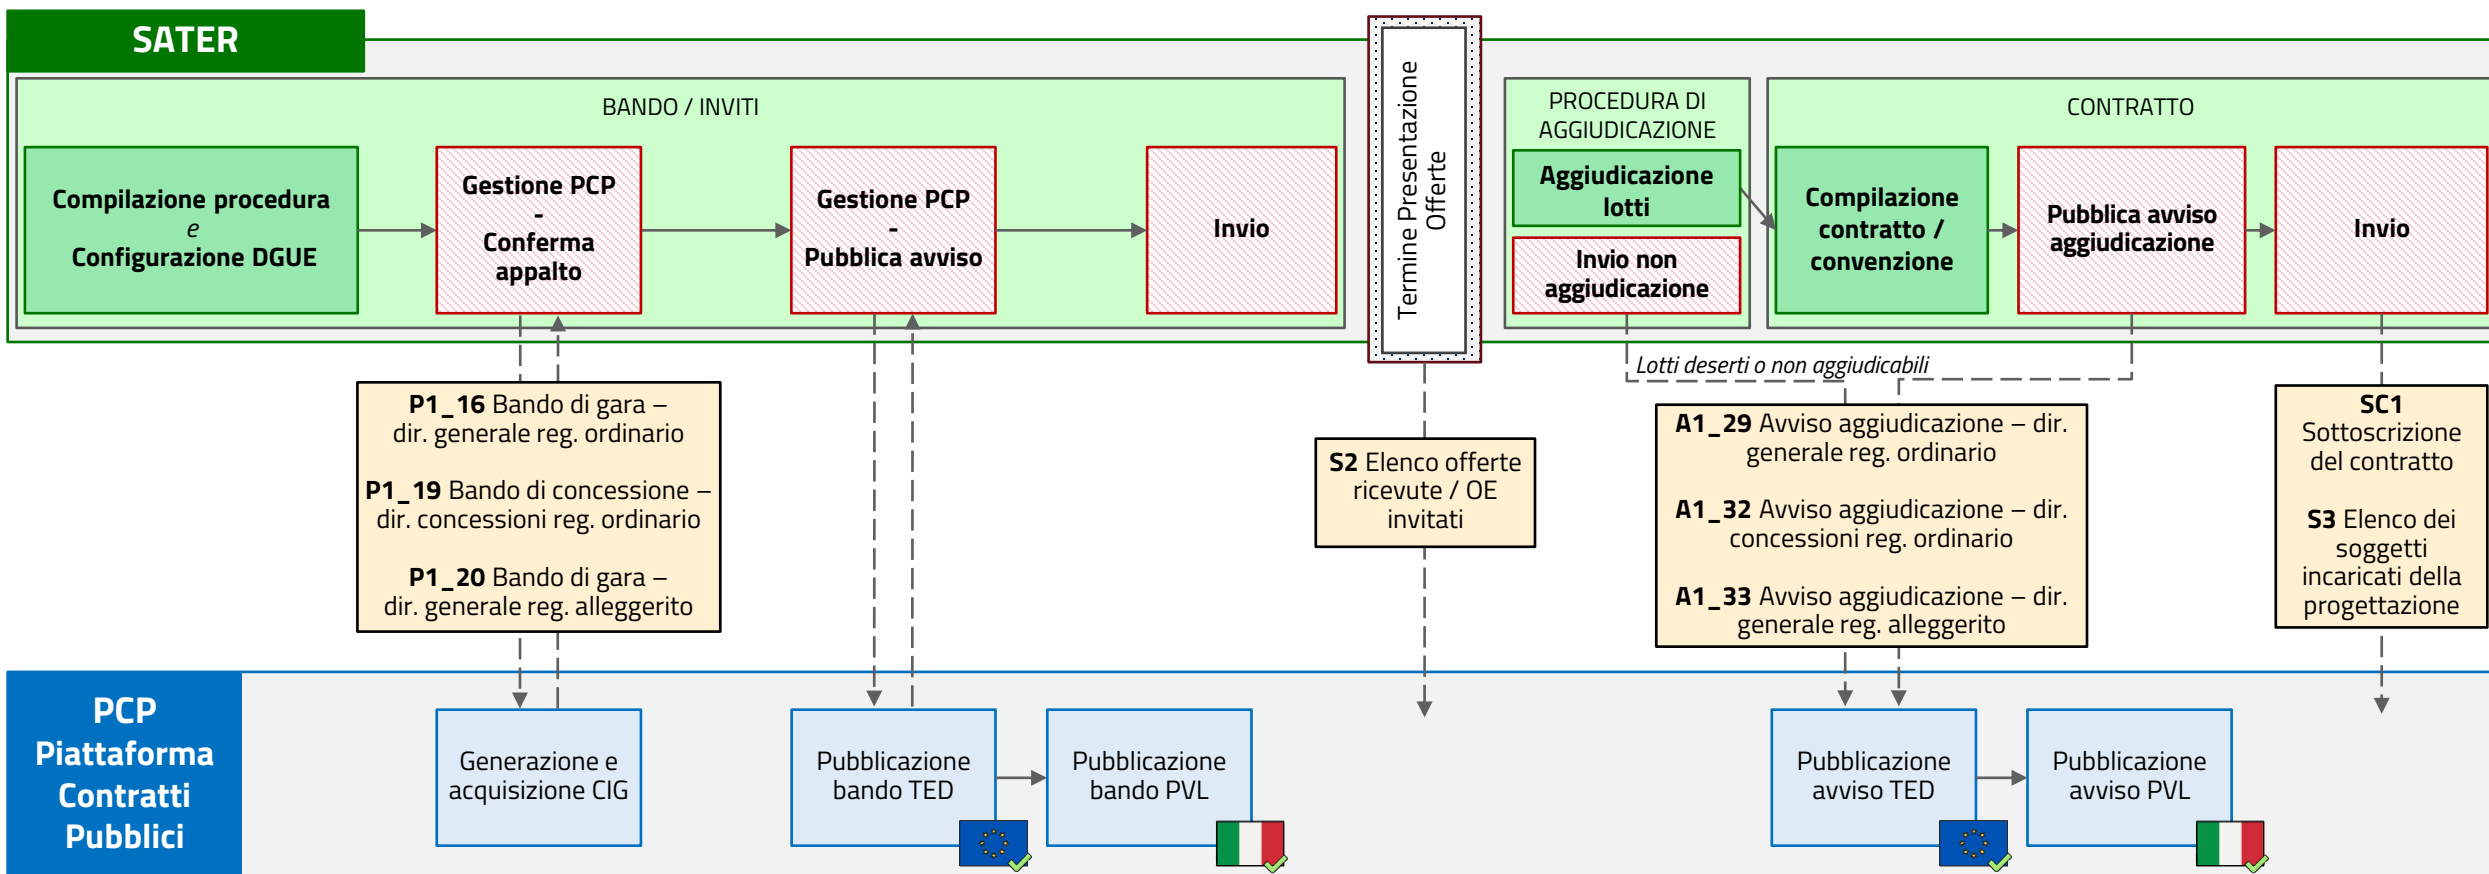 SATER
BANDO / INVITI
Compilazione procedura
e
Configurazione DGUE
Gestione PCP
-
Conferma
appalto
Gestione PCP
-
Pubblica avviso
Invio
Termine Presentazione
Offerte
PROCEDURA DI
AGGIUDICAZIONE
Aggiudicazione
lotti
Invio non
aggiudicazione
CONTRATTO
Compilazione
contratto /
convenzione
Pubblica avviso
aggiudicazione
Invio
Lotti deserti o non aggiudicabili
P1_16 Bando di gara –
dir. generale reg. ordinario
P1_19 Bando di concessione –
dir. concessioni reg. ordinario
P1_20 Bando di gara –
dir. generale reg. alleggerito
S2 Elenco offerte
ricevute / OE
invitati
A1_29 Avviso aggiudicazione – dir.
generale reg. ordinario
A1_32 Avviso aggiudicazione – dir.
concessioni reg. ordinario
A1_33 Avviso aggiudicazione – dir.
generale reg. alleggerito
SC1
Sottoscrizione
del contratto
S3 Elenco dei
soggetti
incaricati della
progettazione
PCP
Piattaforma
Contratti
Pubblici
Generazione e
acquisizione CIG
Pubblicazione
bando TED
Pubblicazione
bando PVL
Pubblicazione
avviso TED
Pubblicazione
avviso PVL